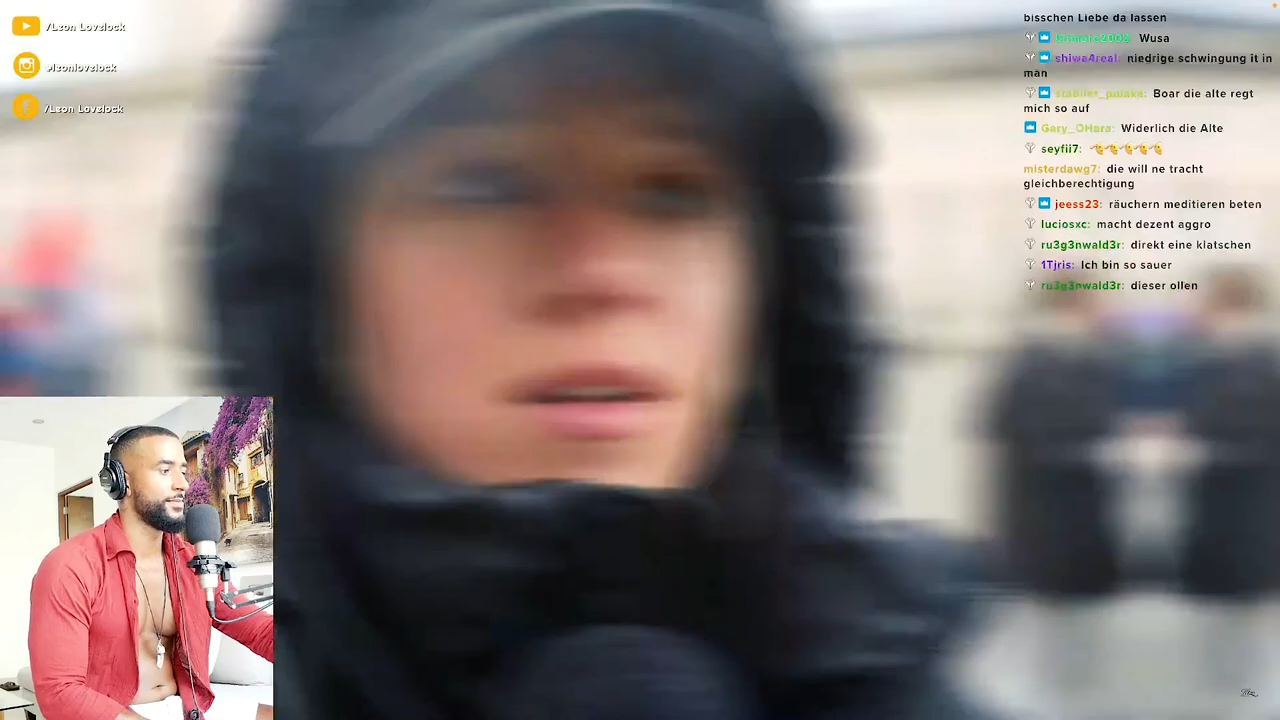 /Leon Lovelock
leonlovelock
/Leon Lovelock
bisschen Liebe da lassen
Wusa
shiwa4real: niedrige schwingung it in
man
Boar die alte regt
mich so auf
Gary_OHara: Widerlich die Alte
seyfii7:
misterdawg7: die will ne tracht
gleichberechtigung
jeess23: räuchern meditieren beten
luciosxc: macht dezent aggro
ru3g3nwald3r: direkt eine klatschen
1Tjris: Ich bin so sauer
ru3g3nwald3r: dieser ollen